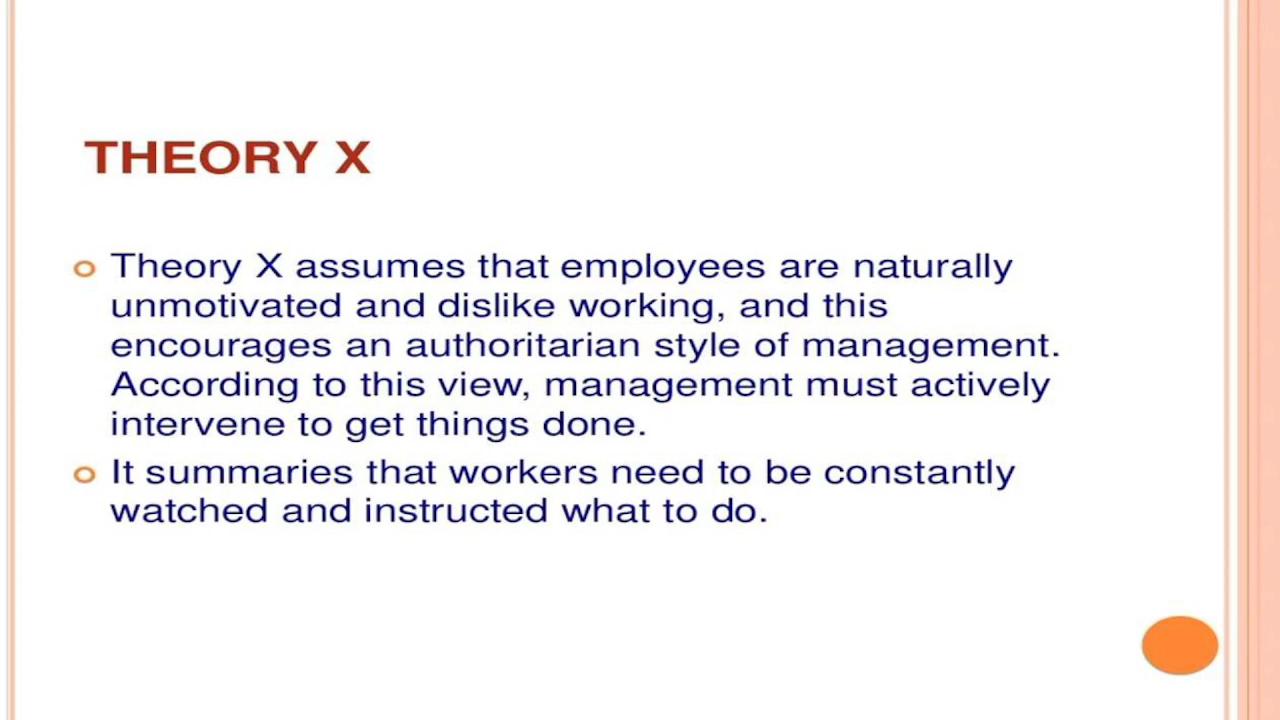 THEORY X
Theory X assumes that employees are naturally
unmotivated and dislike working, and this
encourages an authoritarian style of management.
According to this view, management must actively
intervene to get things done.
It summaries that workers need to be constantly
watched and instructed what to do.